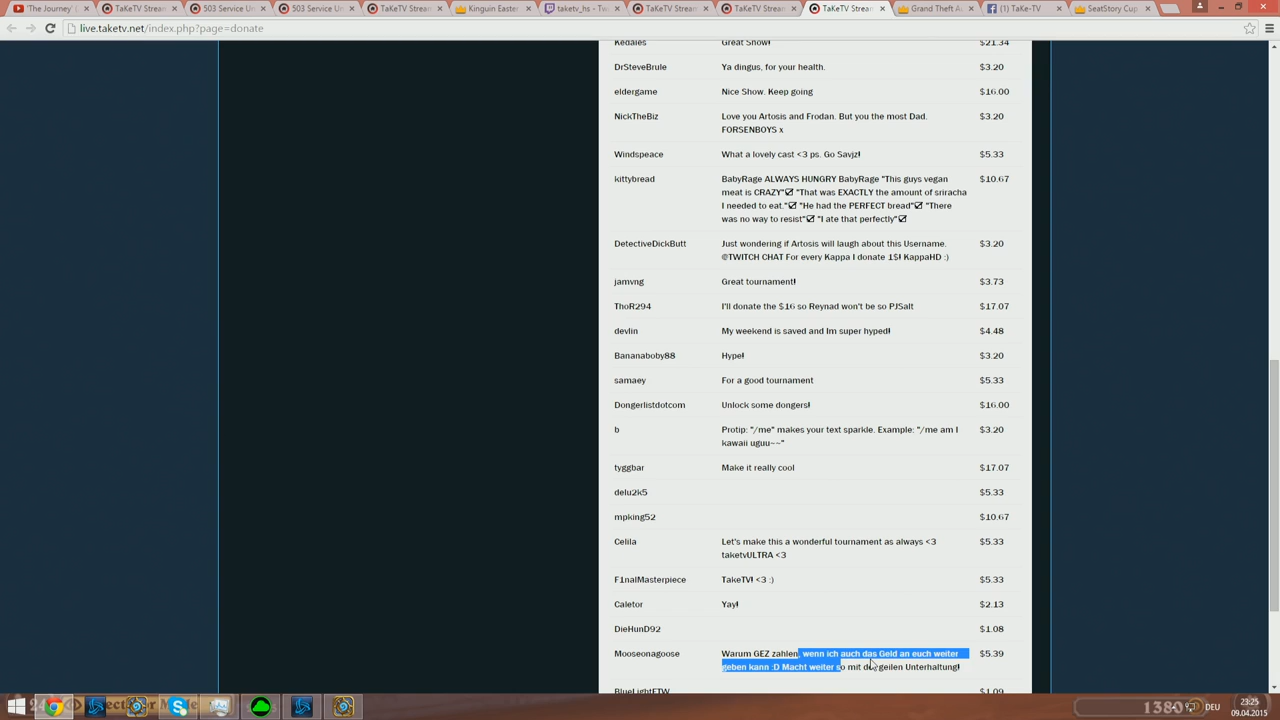 'The Journey' (
TaKeTV Stream
503 Service Un
503 Service Un
TaKeTV Stream
Kinguin Easter
taketv_hs - Tw
TaKeTV Stream
TaKeTV Stream
TaKeTV Stream
Grand Theft A
(1) TaKe-TV
SeatStory Cup
live.taketv.net/index.php?page=donate
Kedales Great Show! $21.34
DrSteveBrule Ya dingus, for your health. $3.20
eldergame Nice Show. Keep going $16.00
NickTheBiz Love you Artosis and Frodan. But you the most Dad. $3.20
FORSENBOYS x
Windspeace What a lovely cast <3 ps. Go Savjz! $5.33
kittybread BabyRage ALWAYS HUNGRY BabyRage "This guys vegan $10.67
meat is CRAZY"☑ "That was EXACTLY the amount of sriracha
I needed to eat."☑ "He had the PERFECT bread"☑ "There
was no way to resist"☑ "I ate that perfectly"☑
DetectiveDickButt Just wondering if Artosis will laugh about this Username. $3.20
@TWITCH CHAT For every Kappa I donate 1$! KappaHD :)
jamvng Great tournament! $3.73
ThoR294 I'll donate the $16 so Reynad won't be so PJSalt $17.07
devlin My weekend is saved and Im super hyped! $4.48
Bananaboby88 Hype! $3.20
samaey For a good tournament $5.33
Dongerlistdotcom Unlock some dongers! $16.00
b Protip: "/me" makes your text sparkle. Example: "/me am I $3.20
kawaii uguu~~"
tyggbar Make it really cool $17.07
delu2k5 $5.33
mpking52 $10.67
Celila Let's make this a wonderful tournament as always <3 $5.33
taketvULTRA <3
F1nalMasterpiece TakeTV! <3 :) $5.33
Caletor Yay! $2.13
DieHunD92 $1.08
Mooseonagoose Warum GEZ zahlen, wenn ich auch das Geld an euch weiter $5.39
geben kann :D Macht weiter so mit der geilen Unterhaltung!
BlueLightFTW $1.09
1380
DEU
23:25
09.04.2015